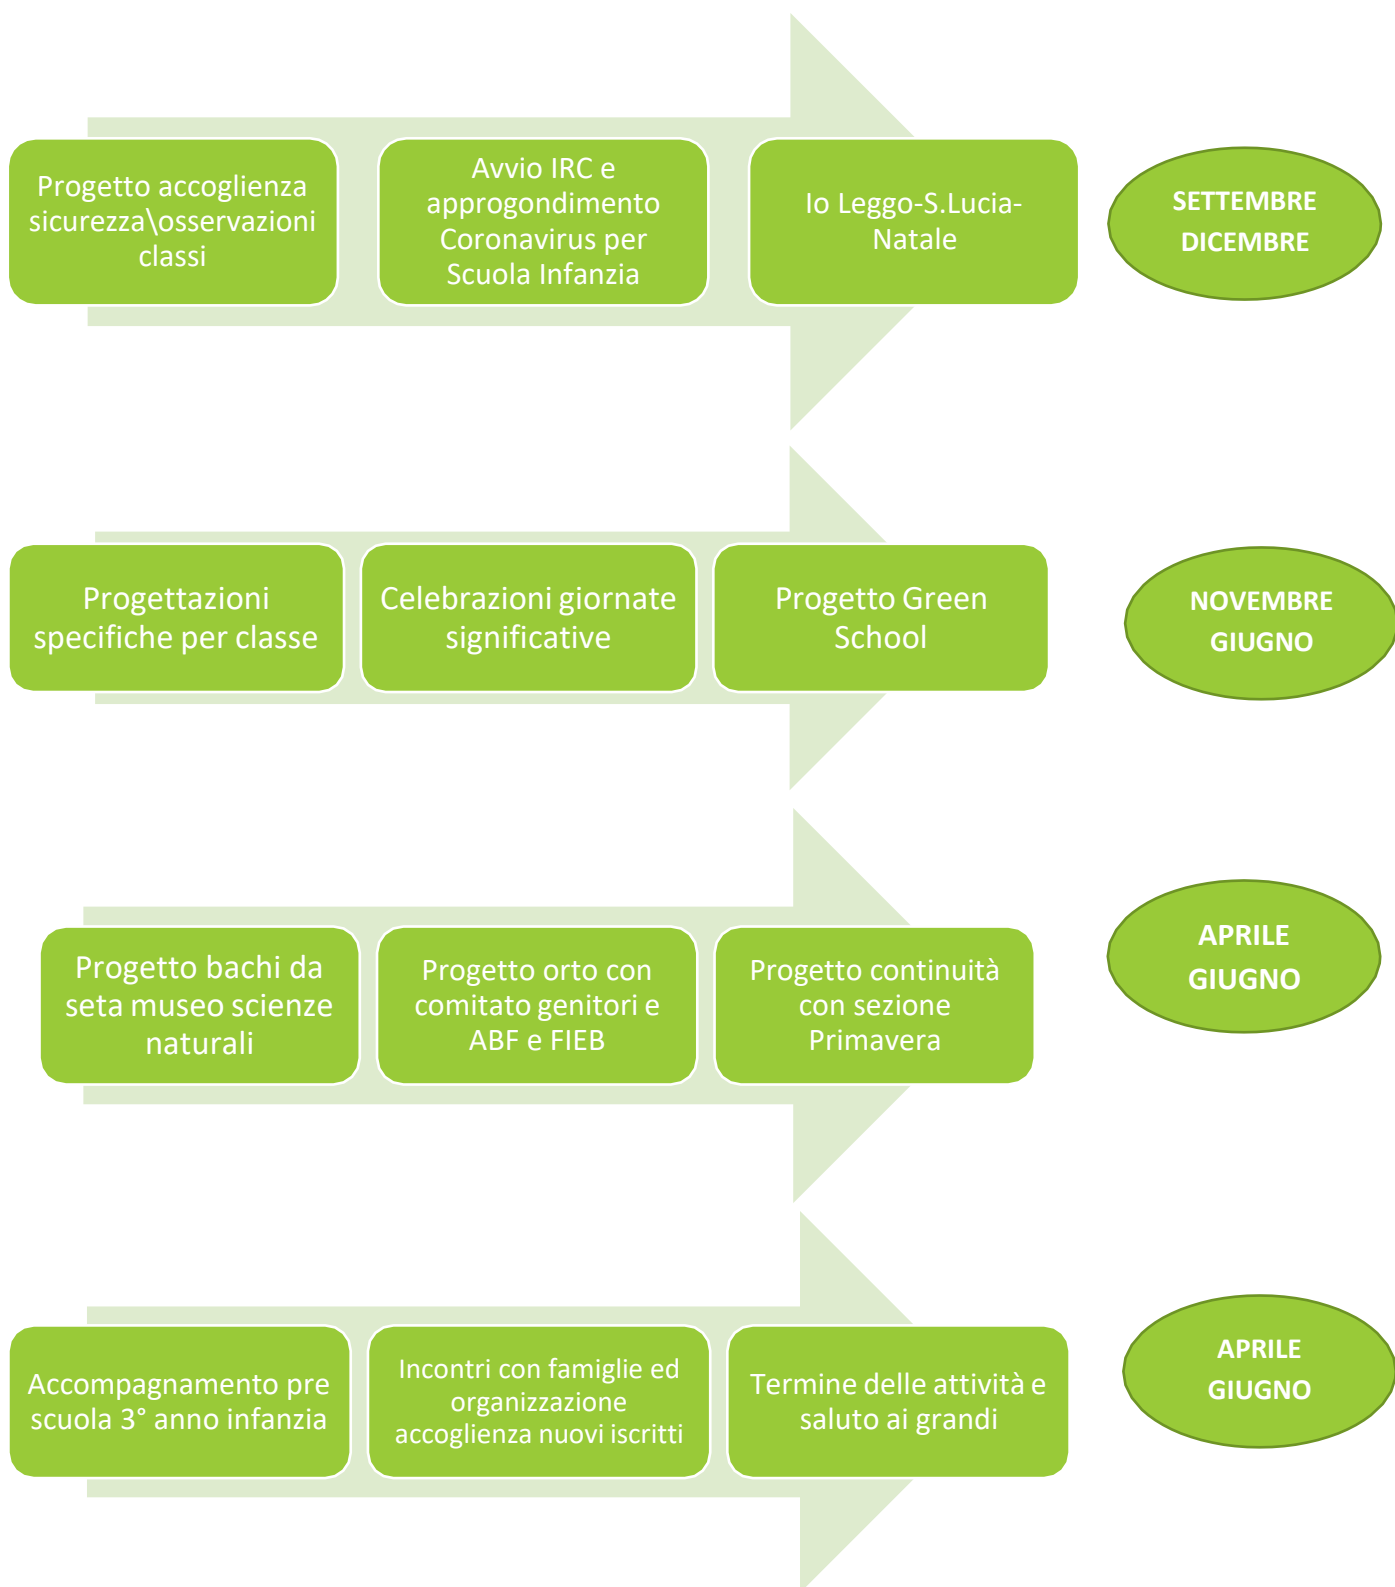 Progetto accoglienza
sicurezza\osservazioni
classi
Avvio IRC e
approgondimento
Coronavirus per
Scuola Infanzia
Io Leggo-S.Lucia-
Natale
SETTEMBRE
DICEMBRE
Progettazioni
specifiche per classe
Celebrazioni giornate
significative
Progetto Green
School
NOVEMBRE
GIUGNO
Progetto bachi da
seta museo scienze
naturali
Progetto orto con
comitato genitori e
ABF e FIEB
Progetto continuità
con sezione
Primavera
APRILE
GIUGNO
Accompagnamento pre
scuola 3° anno infanzia
Incontri con famiglie ed
organizzazione
accoglienza nuovi iscritti
Termine delle attività e
saluto ai grandi
APRILE
GIUGNO